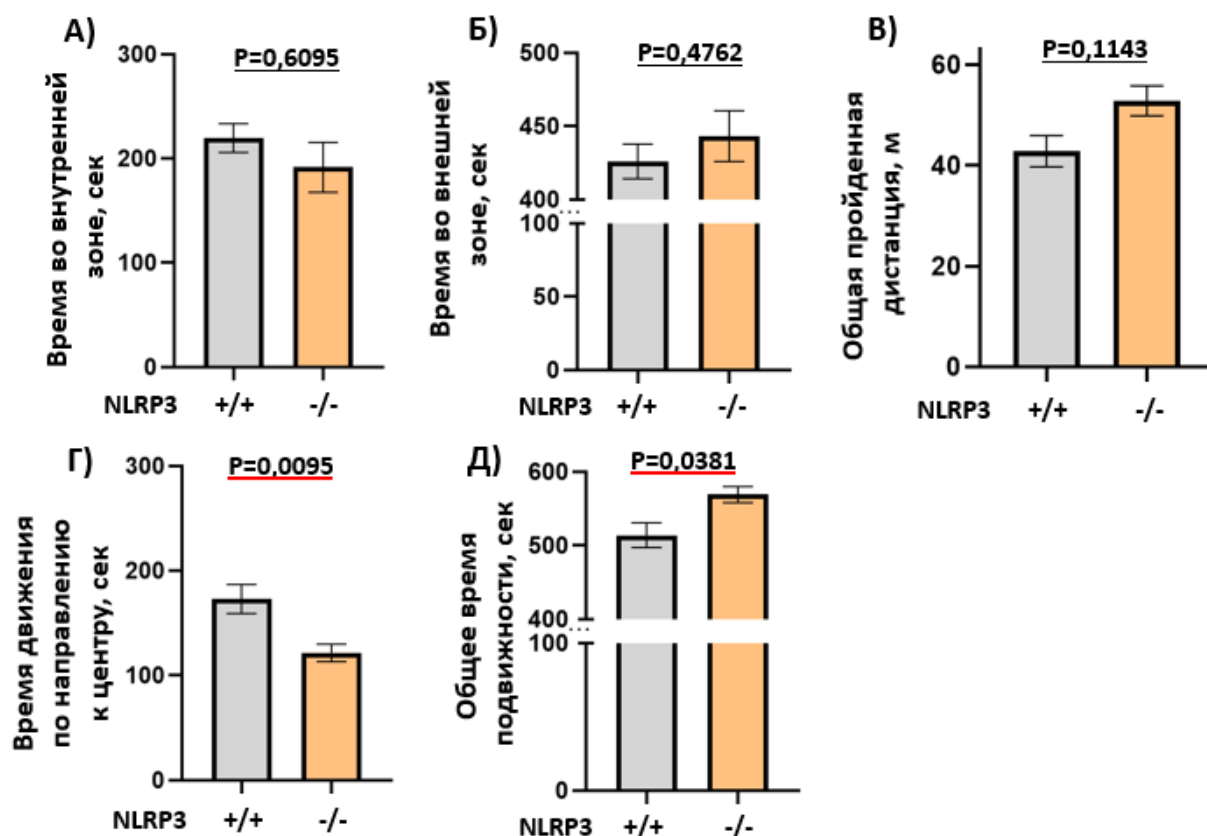 А)
P=0,6095
Время во внутренней
зоне, сек
300
200
100
0
NLRP3 +/+ -/-
Б)
P=0,4762
Время во внешней
зоне, сек
500
450
400
100
50
0
NLRP3 +/+ -/-
В)
P=0,1143
Общая пройденная
дистанция, м
60
40
20
0
NLRP3 +/+ -/-
Г)
P=0,0095
Время движения
по направлению
к центру, сек
300
200
100
0
NLRP3 +/+ -/-
Д)
P=0,0381
Общее время
подвижности, сек
600
500
400
100
0
NLRP3 +/+ -/-